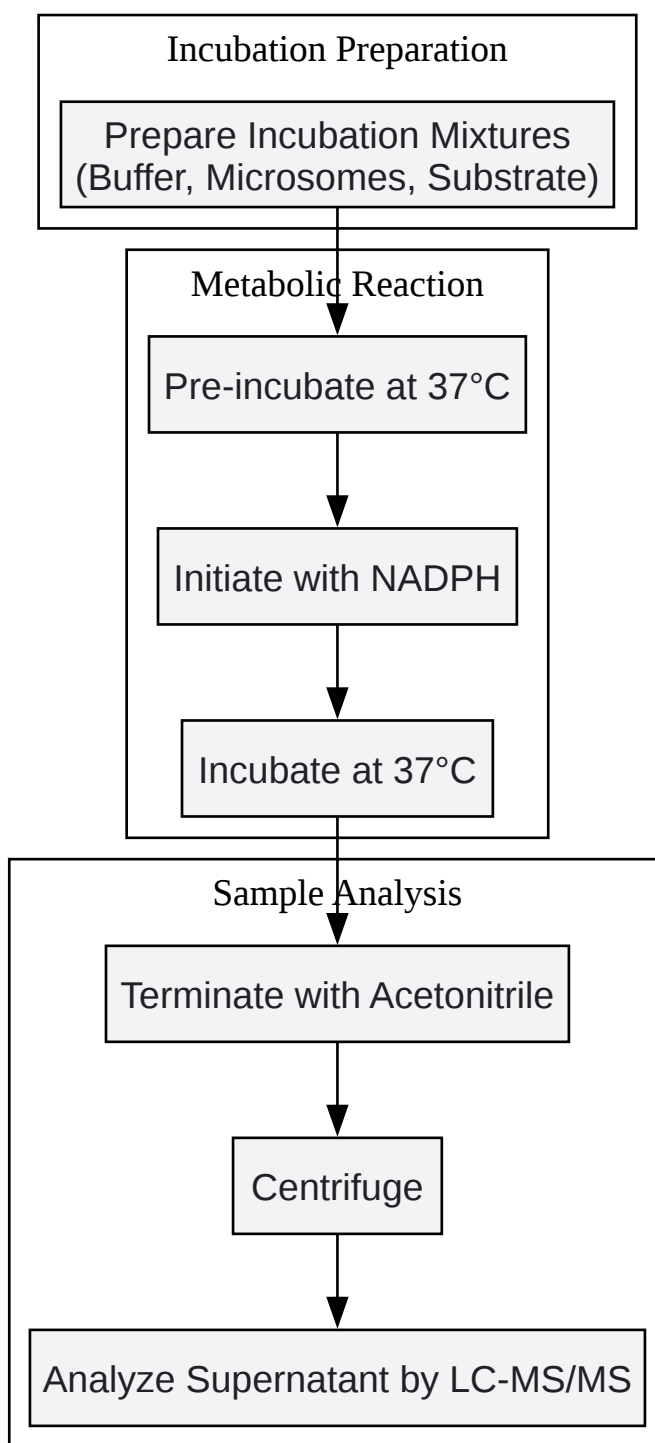 Incubation Preparation
Prepare Incubation Mixtures
(Buffer, Microsomes, Substrate)
Metabolic Reaction
Pre-incubate at 37°C
Initiate with NADPH
Incubate at 37°C
Sample Analysis
Terminate with Acetonitrile
Centrifuge
Analyze Supernatant by LC-MS/MS